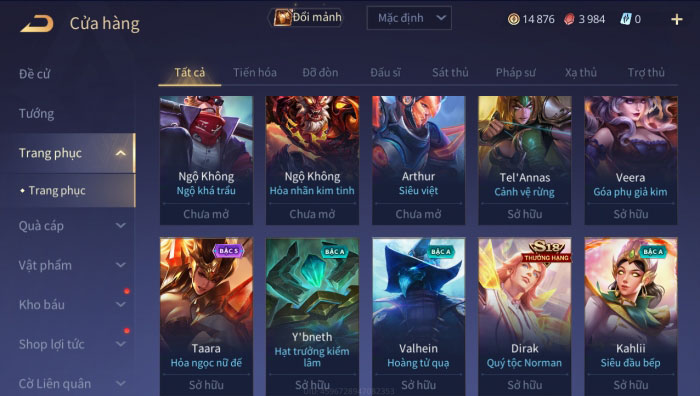 Cửa hàng
Đổi mảnh
Mặc định
14 876
3 984
0
+
Đề cử
Tướng
Trang phục
Trang phục
Quà cáp
Vật phẩm
Kho báu
Shop lợi tức
Cờ Liên quân
Tất cả
Tiến hóa
Đỡ đòn
Đấu sĩ
Sát thủ
Pháp sư
Xạ thủ
Trợ thủ
Ngộ Không
Ngộ khá trẩu
Chưa mở
Ngộ Không
Hỏa nhãn kim tinh
Chưa mở
Arthur
Siêu việt
Chưa mở
Tel'Annas
Cảnh vệ rừng
Sở hữu
Veera
Góa phụ giả kim
Sở hữu
BẬC S
Taara
Hỏa ngọc nữ đế
Sở hữu
BẬC A
Y'bneth
Hạt trưởng kiểm
lâm
Sở hữu
BẬC A
Valhein
Hoàng tử quạ
Sở hữu
S18
THƯỞNG HẠNG
Dirak
Quý tộc Norman
Sở hữu
BẬC A
Kahlii
Siêu đầu bếp
Sở hữu